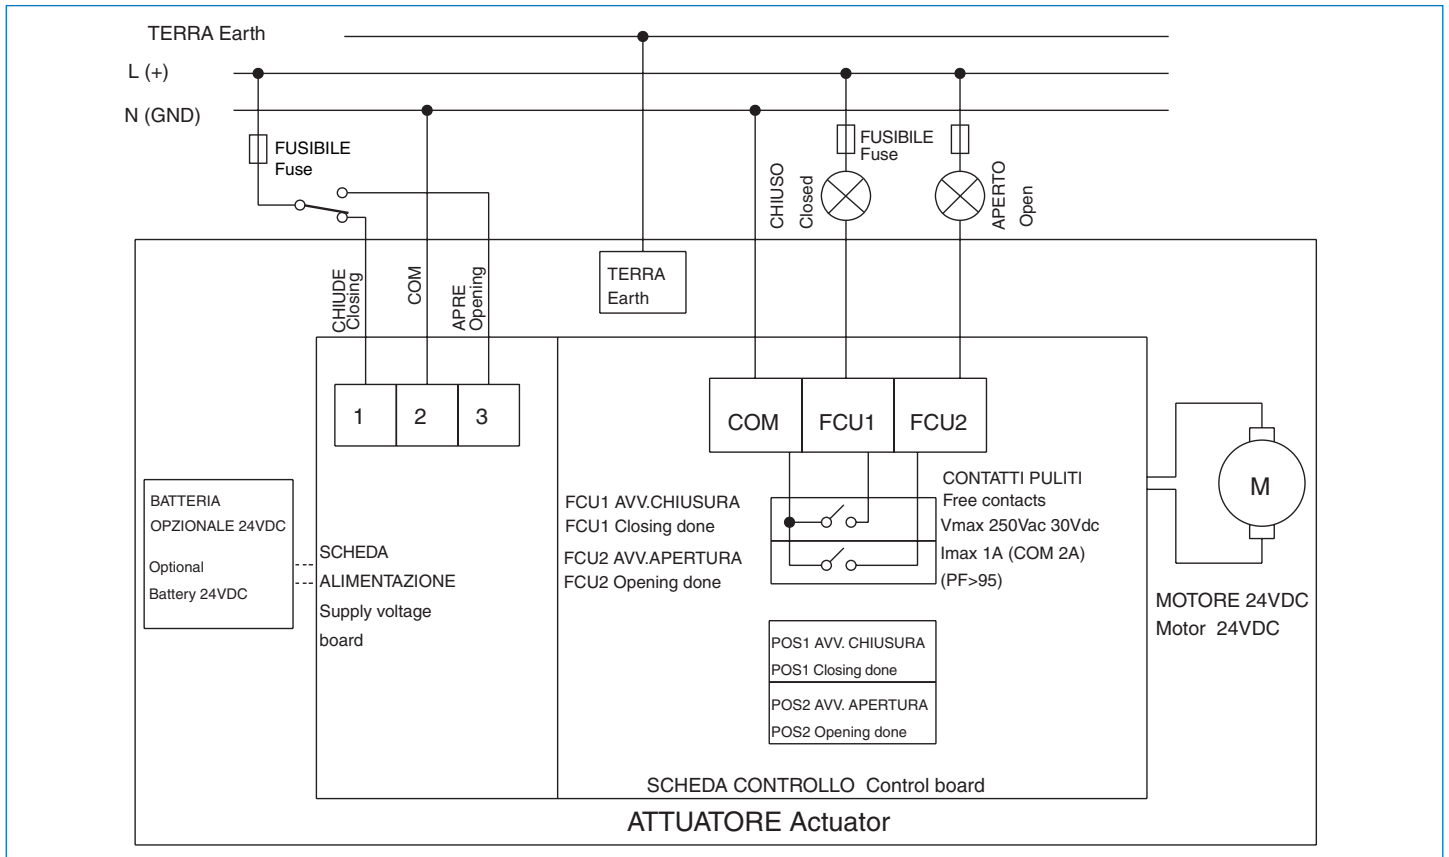 TERRA Earth
L (+)
N (GND)
FUSIBILE
Fuse
FUSIBILE
Fuse
CHIUSO
Closed
APERTO
Open
CHIUDE
Closing
COM
APRE
Opening
TERRA
Earth
1
2
3
COM
FCU1
FCU2
CONTATTI PULITI
Free contacts
Vmax 250Vac 30Vdc
Imax 1A (COM 2A)
(PF>95)
FCU1 AVV.CHIUSURA
FCU1 Closing done
FCU2 AVV.APERTURA
FCU2 Opening done
M
MOTORE 24VDC
Motor 24VDC
BATTERIA
OPZIONALE 24VDC
Optional
Battery 24VDC
SCHEDA
ALIMENTAZIONE
Supply voltage
board
POS1 AVV. CHIUSURA
POS1 Closing done
POS2 AVV. APERTURA
POS2 Opening done
SCHEDA CONTROLLO Control board
ATTUATORE Actuator